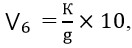 V₆ = К/g × 10,